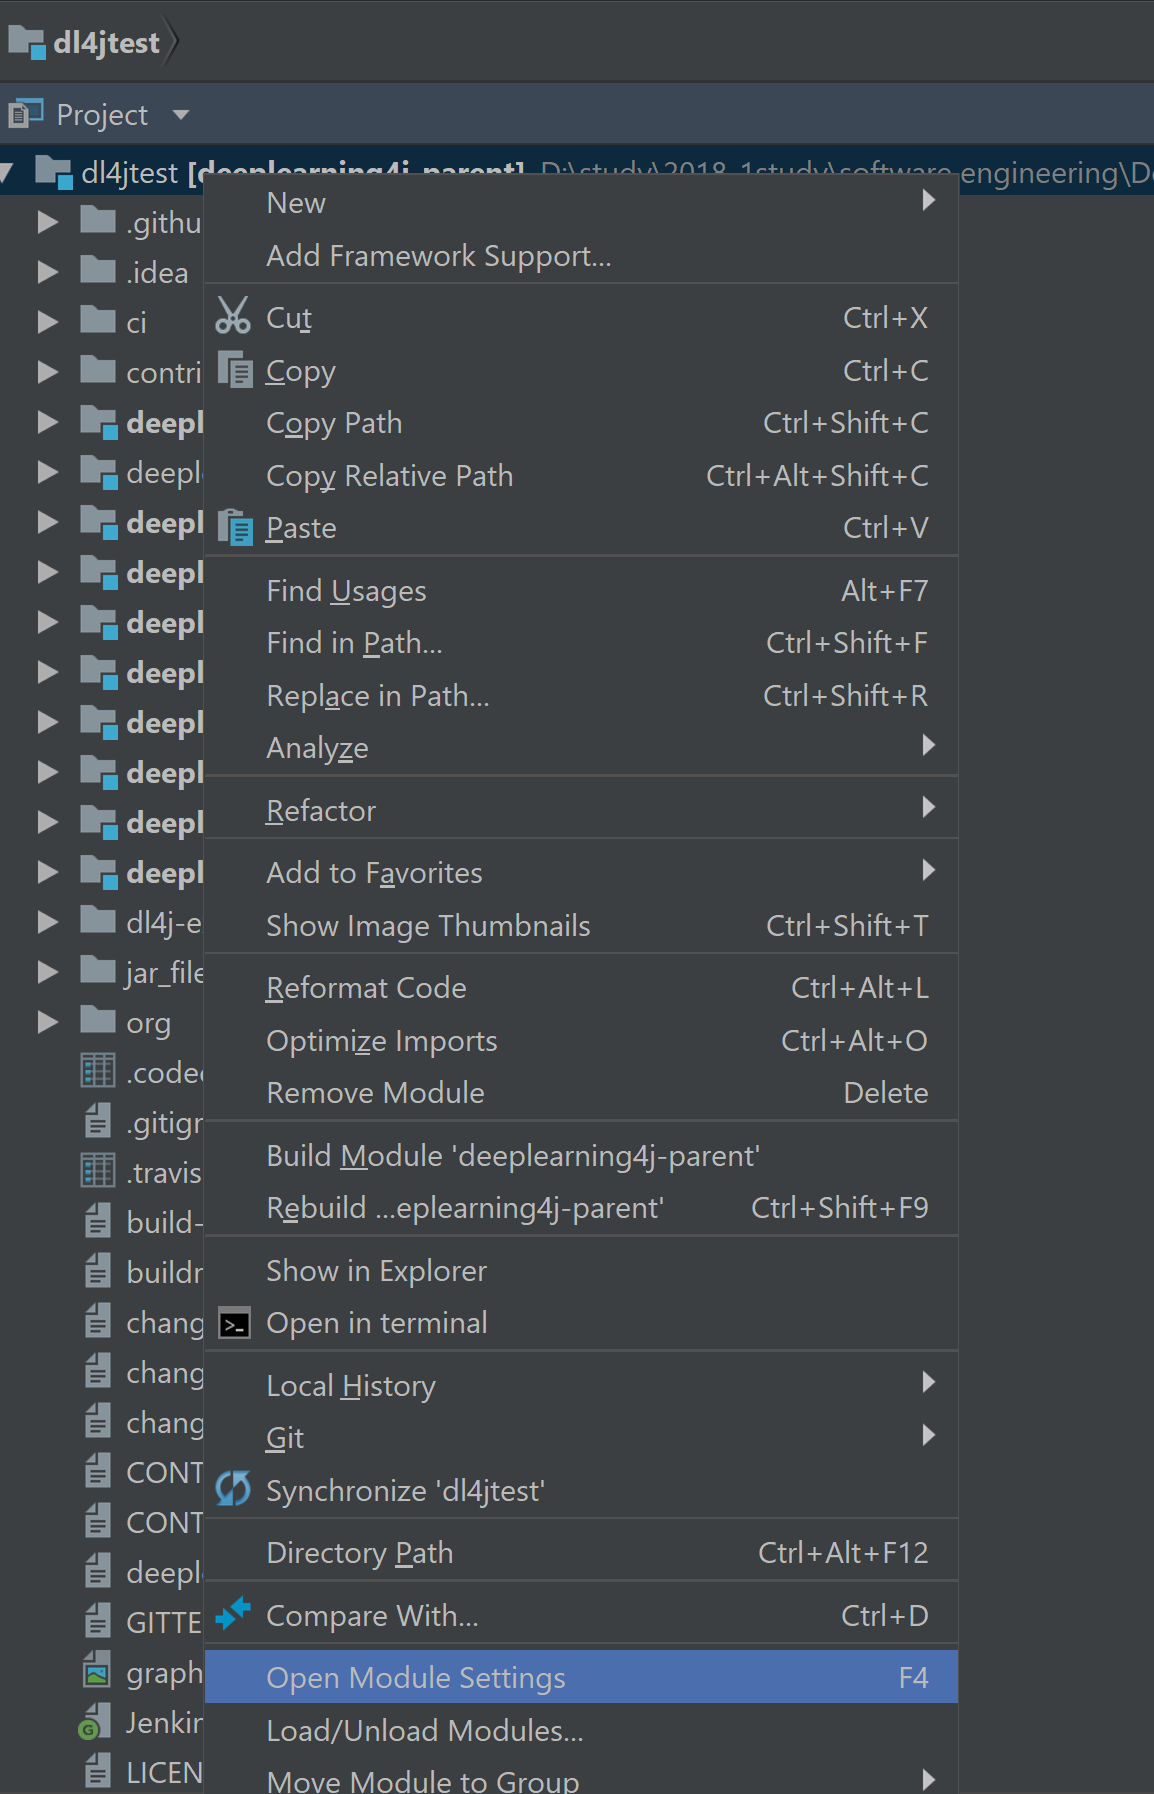 dl4jtest
Project
dl4jtest [deeplearning4j-parent] D:\study\2018_1study\software engineering\De
New
.githu
Add Framework Support...
.idea
Cut Ctrl+X
ci
Copy Ctrl+C
contri
Copy Path Ctrl+Shift+C
deepl
Copy Relative Path Ctrl+Alt+Shift+C
deepl
Paste Ctrl+V
deepl
Find Usages Alt+F7
deepl
Find in Path... Ctrl+Shift+F
deepl
Replace in Path... Ctrl+Shift+R
deepl
Analyze
deepl
deepl
Refactor
deepl
Add to Favorites
deepl
Show Image Thumbnails Ctrl+Shift+T
dl4j-e
Reformat Code Ctrl+Alt+L
jar_file
Optimize Imports Ctrl+Alt+O
org
Remove Module Delete
.codec
.gitigr
Build Module 'deeplearning4j-parent'
.travis
Rebuild ...eplearning4j-parent' Ctrl+Shift+F9
build-
Show in Explorer
buildr
Open in terminal
chang
Local History
chang
Git
chang
Synchronize 'dl4jtest'
CONT
Directory Path Ctrl+Alt+F12
CONT
deepl
Compare With... Ctrl+D
GITTE
Open Module Settings F4
graph
Load/Unload Modules...
Jenkir
Move Module to Group
LICEN